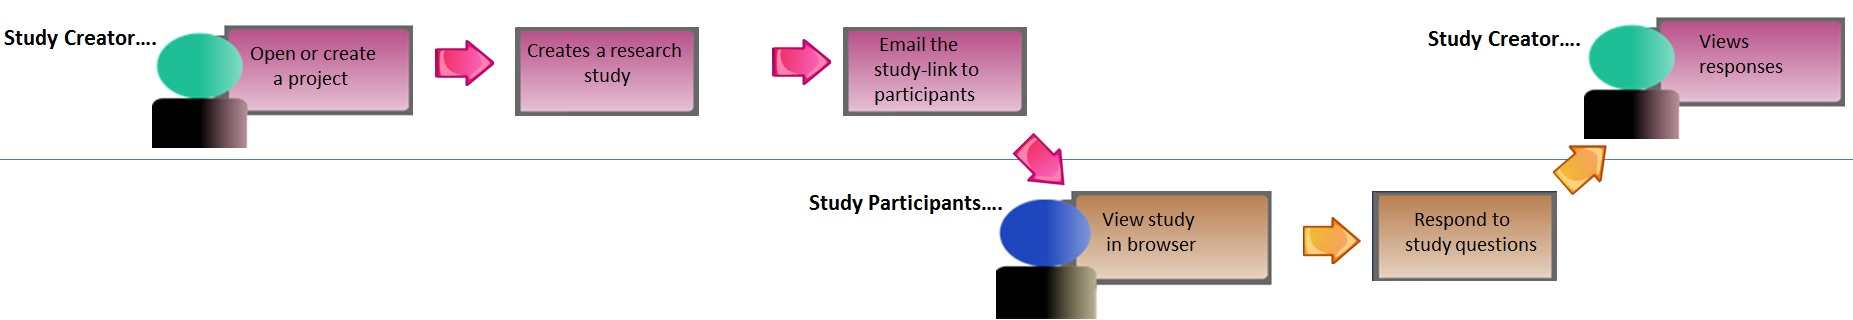 Study Creator....
Open or create
a project
Creates a research
study
Email the
study-link to
participants
Study Participants....
View study
in browser
Respond to
study questions
Study Creator....
Views
responses